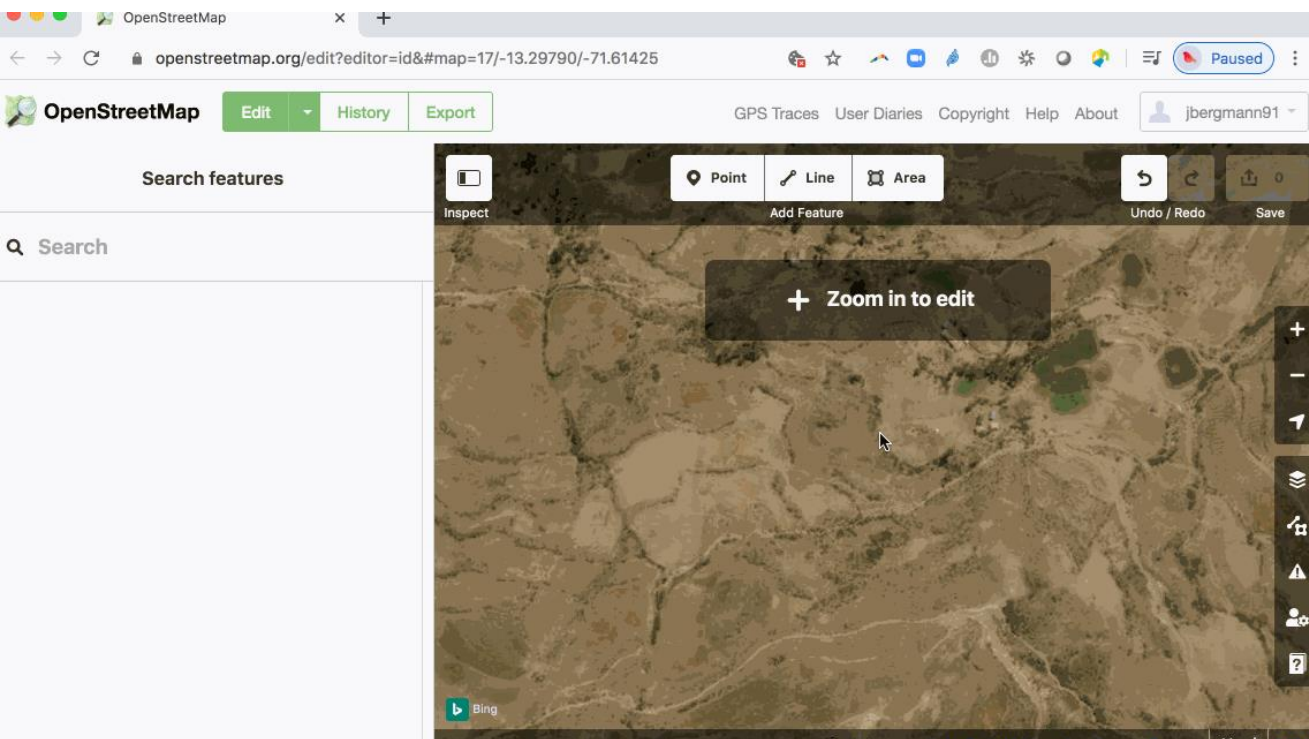 OpenStreetMap
openstreetmap.org/edit?editor=id&#map=17/-13.29790/-71.61425
Paused
OpenStreetMap Edit History Export GPS Traces User Diaries Copyright Help About jbergmann91
Search features
Point Line Area 0
Inspect Add Feature Undo / Redo Save
Search
Zoom in to edit
Bing